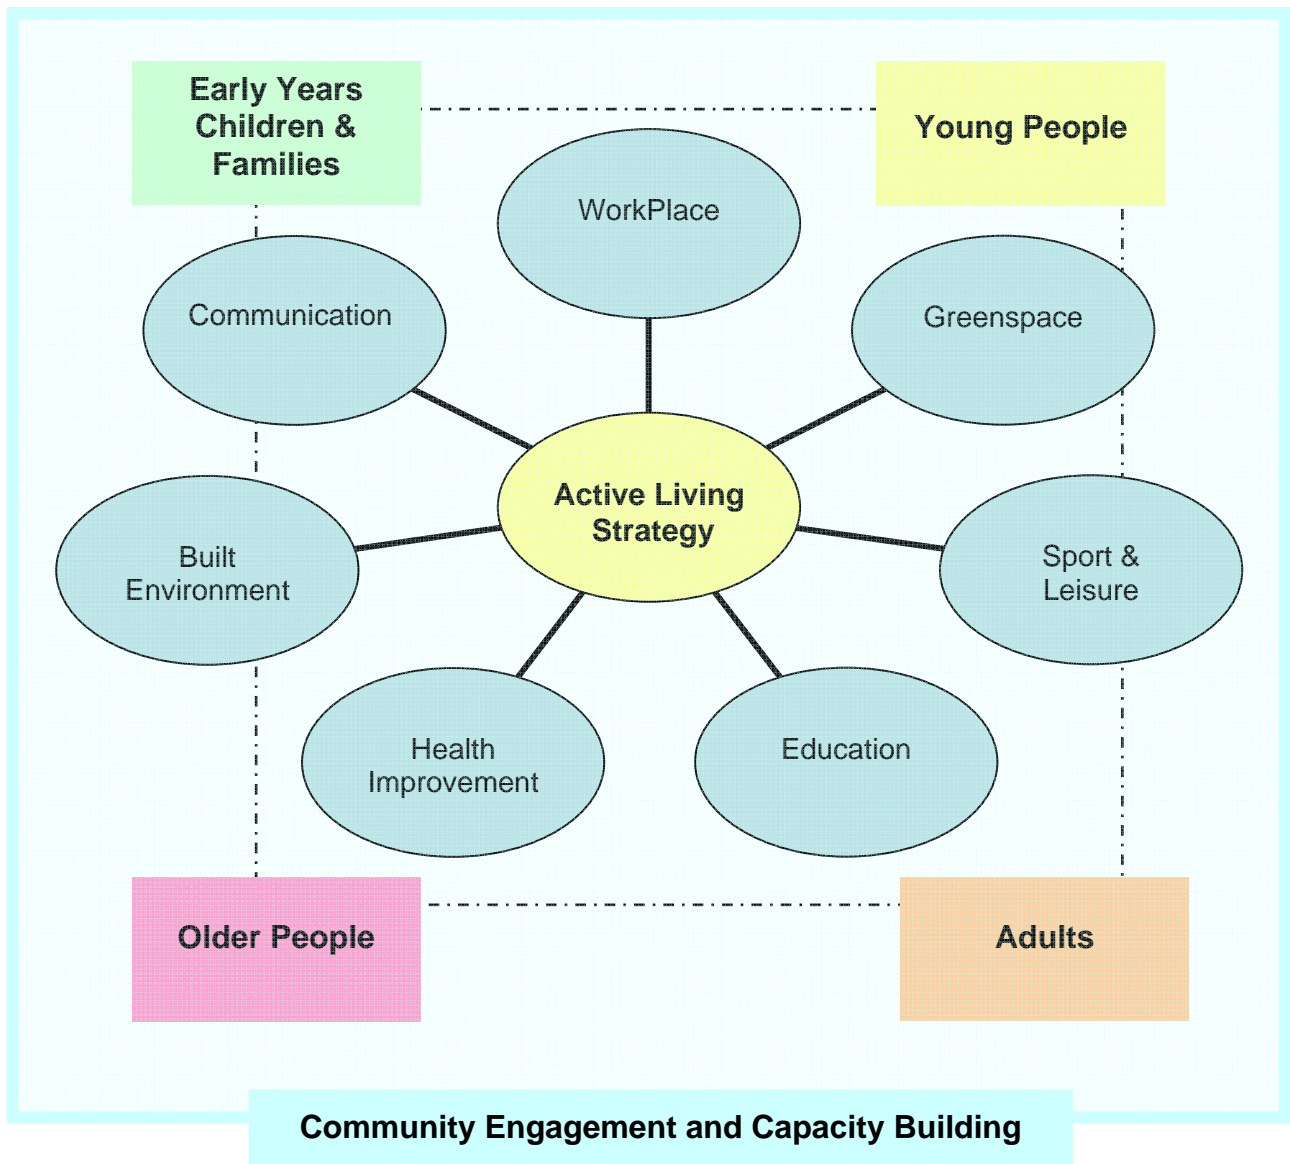 Early Years
Children &
Families
Young People
WorkPlace
Communication
Greenspace
Active Living
Strategy
Built
Environment
Sport &
Leisure
Health
Improvement
Education
Older People
Adults
Community Engagement and Capacity Building